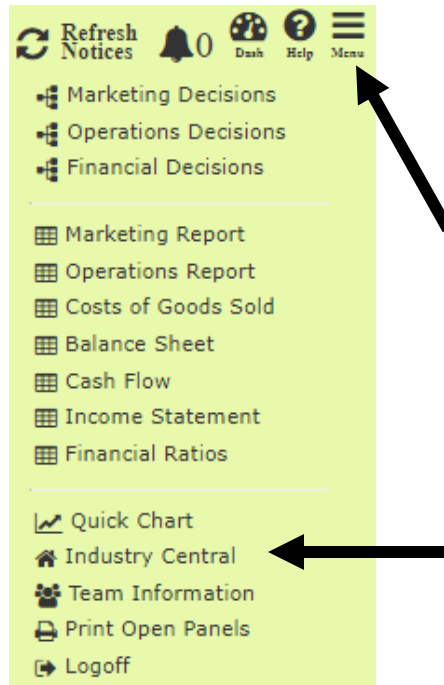 Refresh
Notices 0 Dash Help Menu
Marketing Decisions
Operations Decisions
Financial Decisions
Marketing Report
Operations Report
Costs of Goods Sold
Balance Sheet
Cash Flow
Income Statement
Financial Ratios
Quick Chart
Industry Central
Team Information
Print Open Panels
Logoff